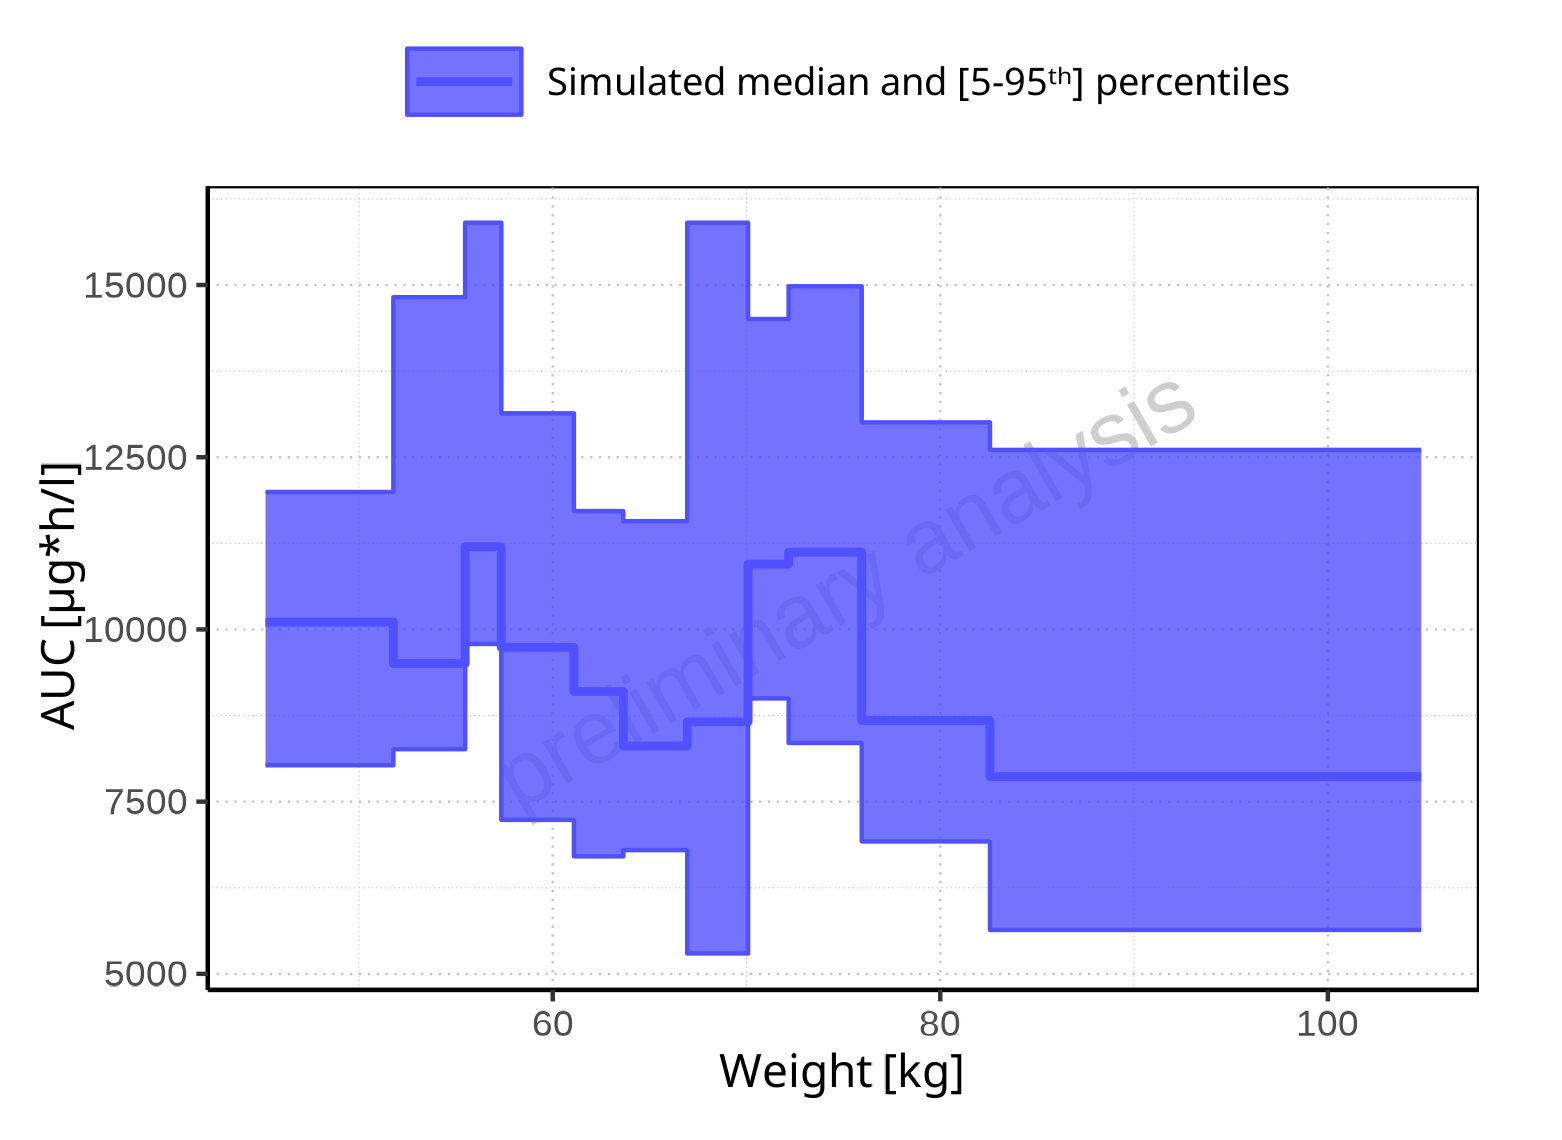 Simulated median and [5-95ᵗʰ] percentiles
15000
12500
10000
7500
5000
AUC [µg*h/l]
preliminary analysis
60 80 100
Weight [kg]